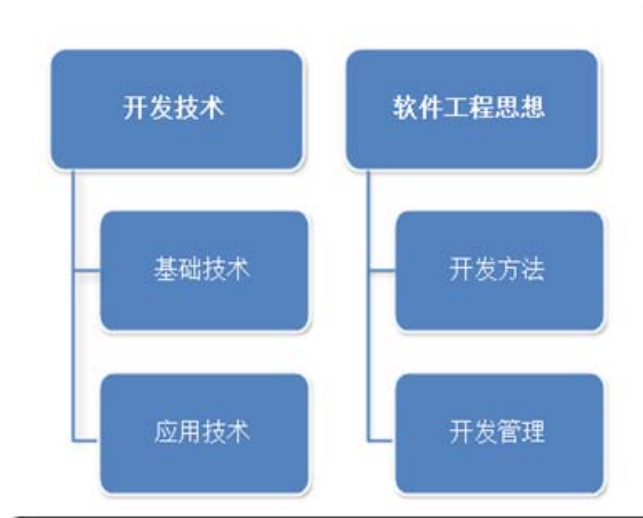 开发技术
基础技术
应用技术
软件工程思想
开发方法
开发管理